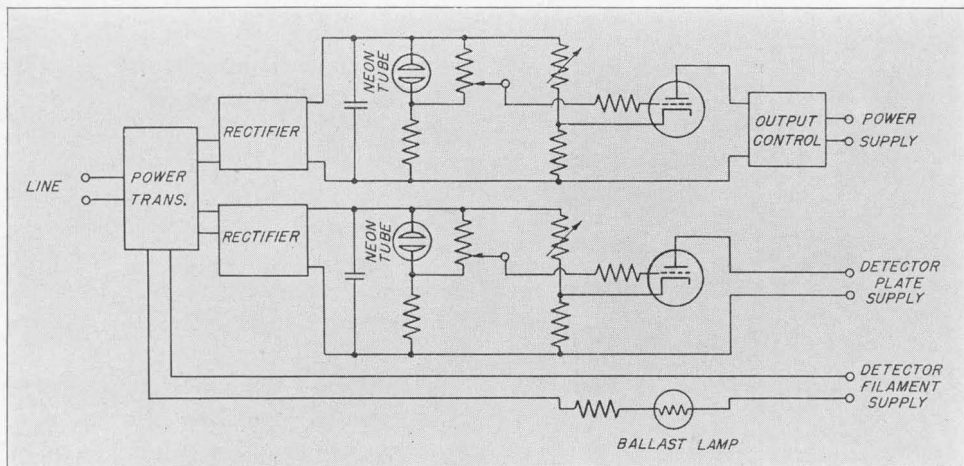 NEON
TUBE
RECTIFIER
OUTPUT
CONTROL
POWER
SUPPLY
LINE
POWER
TRANS.
RECTIFIER
NEON
TUBE
DETECTOR
PLATE
SUPPLY
DETECTOR
FILAMENT
SUPPLY
BALLAST LAMP